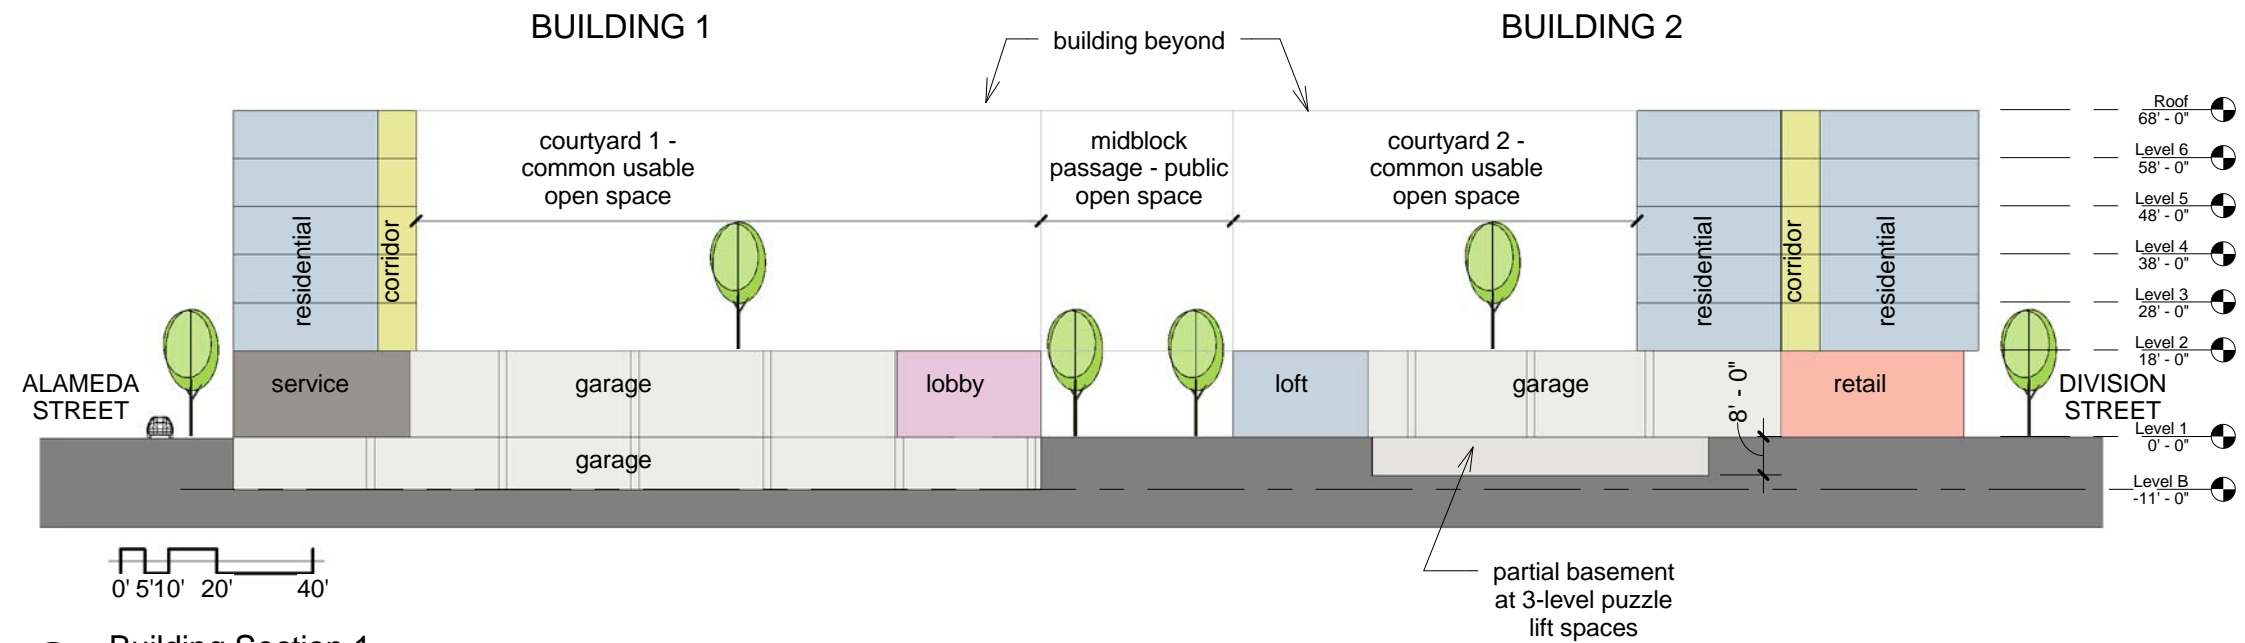 BUILDING 1
BUILDING 2
building beyond
courtyard 1 -
common usable
open space
midblock
passage - public
open space
courtyard 2 -
common usable
open space
Roof
68' - 0"
Level 6
58' - 0"
Level 5
48' - 0"
Level 4
38' - 0"
Level 3
28' - 0"
Level 2
18' - 0"
residential
corridor
residential
corridor
residential
ALAMEDA
STREET
service
garage
lobby
loft
garage
8' - 0"
retail
DIVISION
STREET
Level 1
0' - 0"
garage
Level B
-11' - 0"
0' 5'10' 20' 40'
partial basement
at 3-level puzzle
lift spaces
Building Section 1